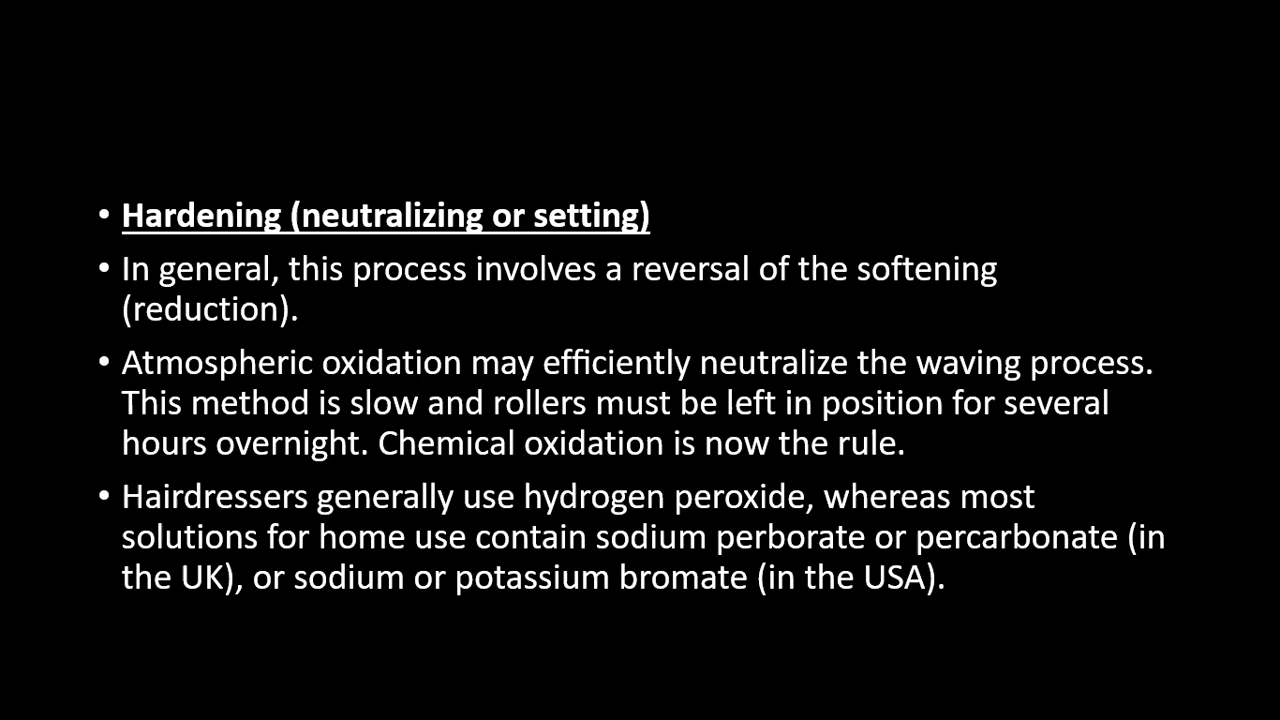 • Hardening (neutralizing or setting)
• In general, this process involves a reversal of the softening
(reduction).
• Atmospheric oxidation may efficiently neutralize the waving process.
This method is slow and rollers must be left in position for several
hours overnight. Chemical oxidation is now the rule.
• Hairdressers generally use hydrogen peroxide, whereas most
solutions for home use contain sodium perborate or percarbonate (in
the UK), or sodium or potassium bromate (in the USA).